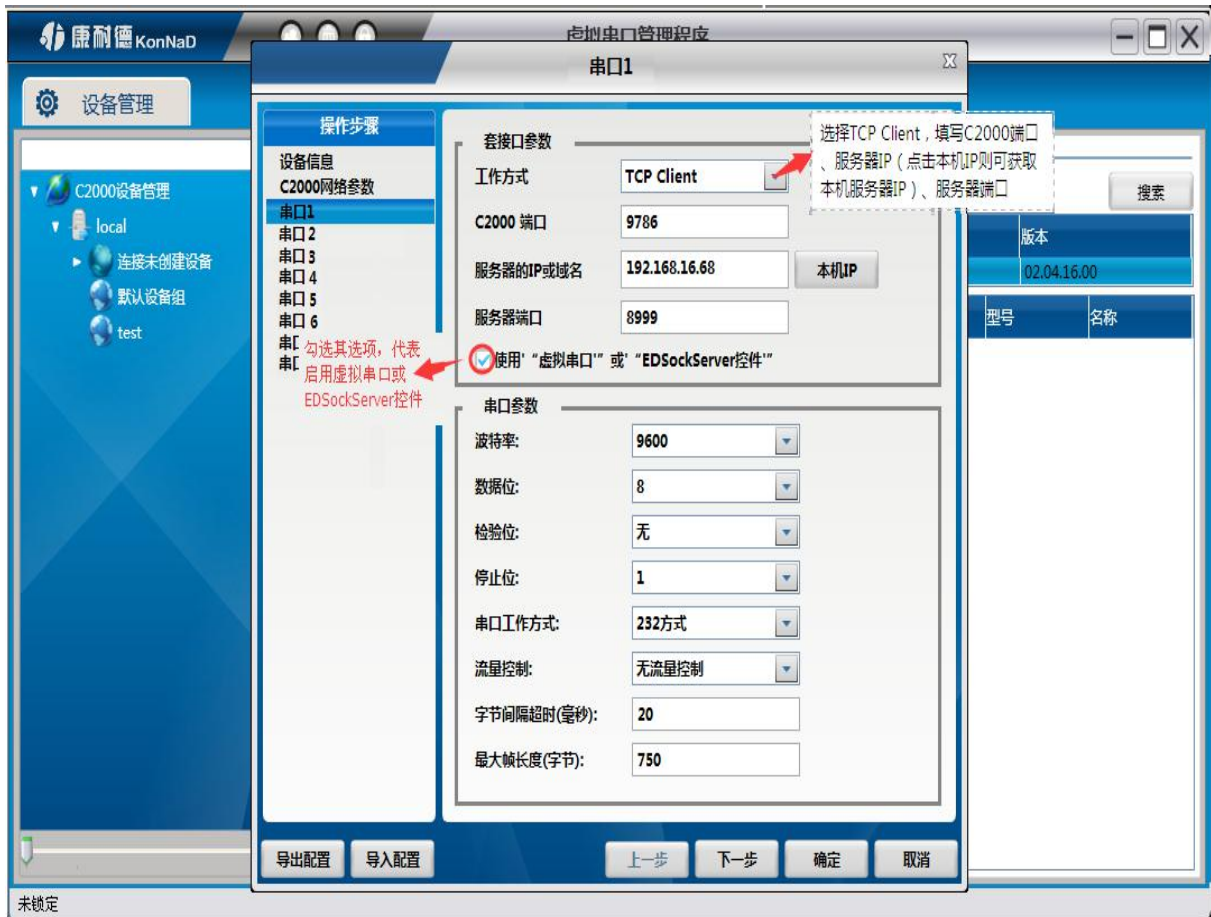 康耐德 KonNaD
虚拟串口管理程序
设备管理
C2000设备管理
local
连接未创建设备
默认设备组
test
未锁定
搜索
版本
02.04.16.00
型号
名称
串口1
操作步骤
设备信息
C2000网络参数
串口1
串口 2
串口 3
串口 4
串口 5
串口 6
串
串
勾选其选项，代表
启用虚拟串口或
EDSockServer控件
套接口参数
工作方式
TCP Client
C2000 端口
9786
服务器的IP或域名
192.168.16.68
本机IP
服务器端口
8999
使用' “虚拟串口'” 或' “EDSockServer控件'”
选择TCP Client，填写C2000端口
、服务器IP（点击本机IP则可获取
本机服务器IP）、服务器端口
串口参数
波特率:
9600
数据位:
8
检验位:
无
停止位:
1
串口工作方式:
232方式
流量控制:
无流量控制
字节间隔超时(毫秒):
20
最大帧长度(字节):
750
导出配置
导入配置
上一步
下一步
确定
取消